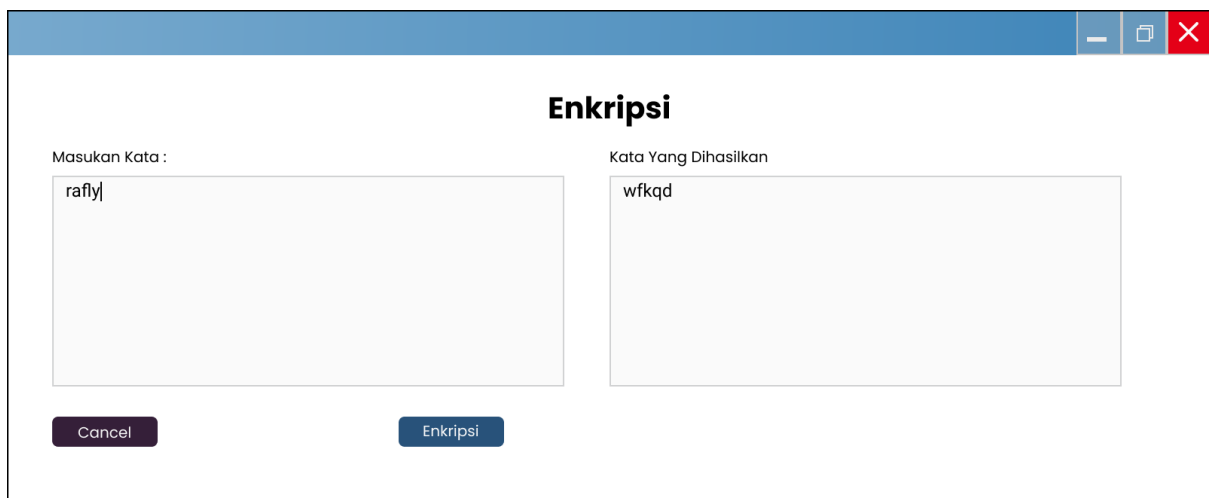 Enkripsi
Masukan Kata :
Kata Yang Dihasilkan
rafly
wfkqd
Cancel
Enkripsi